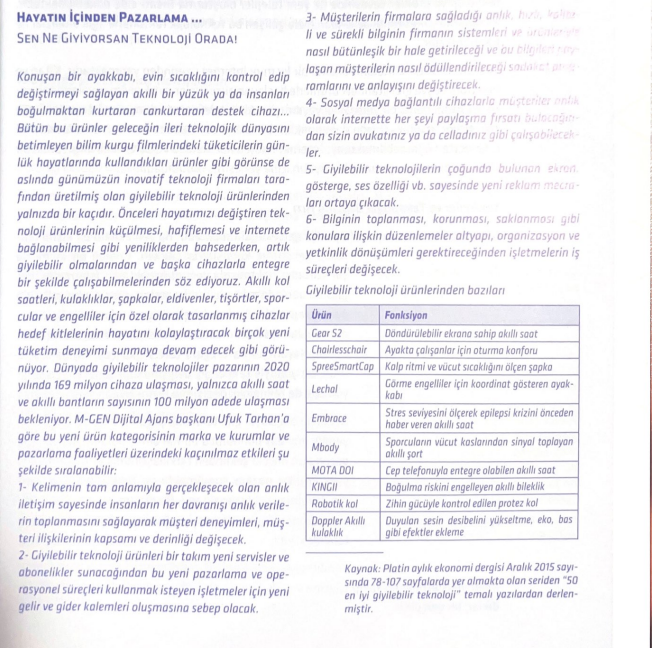 HAYATIN İÇİNDEN PAZARLAMA ...
SEN NE GİYİYORSAN TEKNOLOJİ ORADA!
Konuşan bir ayakkabı, evin sıcaklığını kontrol edip
değiştirmeyi sağlayan akıllı bir yüzük ya da insanları
boğulmaktan kurtaran cankurtaran destek cihazı...
Bütün bu ürünler geleceğin ileri teknolojik dünyasını
betimleyen bilim kurgu filmlerindeki tüketicilerin gün-
lük hayatlarında kullandıkları ürünler gibi görünse de
aslında günümüzün inovatif teknoloji firmaları tara-
fından üretilmiş olan giyilebilir teknoloji ürünlerinden
yalnızda bir kaçıdır. Önceleri hayatımızı değiştiren tek-
noloji ürünlerinin küçülmesi, hafiflemesi ve internete
bağlanabilmesi gibi yeniliklerden bahsederken, artık
giyilebilir olmalarından ve başka cihazlarla entegre
bir şekilde çalışabilmelerinden söz ediyoruz. Akıllı kol
saatleri, kulaklıklar, şapkalar, eldivenler, tişörtler, spor-
cular ve engelliler için özel olarak tasarlanmış cihazlar
hedef kitlelerinin hayatını kolaylaştıracak birçok yeni
tüketim deneyimi sunmaya devam edecek gibi görü-
nüyor. Dünyada giyilebilir teknolojiler pazarının 2020
yılında 169 milyon cihaza ulaşması, yalnızca akıllı saat
ve akıllı bantların sayısının 100 milyon adede ulaşması
bekleniyor. M-GEN Dijital Ajans başkanı Ufuk Tarhan'a
göre bu yeni ürün kategorisinin marka ve kurumlar ve
pazarlama faaliyetleri üzerindeki kaçınılmaz etkileri şu
şekilde sıralanabilir:
1- Kelimenin tam anlamıyla gerçekleşecek olan anlık
iletişim sayesinde insanların her davranışı anlık verile-
rin toplanmasını sağlayarak müşteri deneyimleri, müş-
teri ilişkilerinin kapsamı ve derinliği değişecek.
2- Giyilebilir teknoloji ürünleri bir takım yeni servisler ve
abonelikler sunacağından bu yeni pazarlama ve ope-
rasyonel süreçleri kullanmak isteyen işletmeler için yeni
gelir ve gider kalemleri oluşmasına sebep olacak.
3- Müşterilerin firmalara sağladığı anlık, hızlı, kalite-
li ve sürekli bilginin firmanın sistemleri ve ürünleriyle
nasıl bütünleşik bir hale getirileceği ve bu bilgileri pay-
laşan müşterilerin nasıl ödüllendirileceği sadakat prog-
ramlarını ve anlayışını değiştirecek.
4- Sosyal medya bağlantılı cihazlarla müşteriler anlık
olarak internette her şeyi paylaşma fırsatı bulacağın-
dan sizin avukatınız ya da celladınız gibi çalışabilecek-
ler.
5- Giyilebilir teknolojilerin çoğunda bulunan ekran,
gösterge, ses özelliği vb. sayesinde yeni reklam mecra-
ları ortaya çıkacak.
6- Bilginin toplanması, korunması, saklanması gibi
konulara ilişkin düzenlemeler altyapı, organizasyon ve
yetkinlik dönüşümleri gerektireceğinden işletmelerin iş
süreçleri değişecek.
Giyilebilir teknoloji ürünlerinden bazıları
Ürün Fonksiyon
Gear S2 Döndürülebilir ekrana sahip akıllı saat
Chairlesschair Ayakta çalışanlar için oturma konforu
SpreeSmartCap Kalp ritmi ve vücut sıcaklığını ölçen şapka
Lechal Görme engelliler için koordinat gösteren ayak-
kabı
Embrace Stres seviyesini ölçerek epilepsi krizini önceden
haber veren akıllı saat
Mbody Sporcuların vücut kaslarından sinyal toplayan
akıllı şort
MOTA DOI Cep telefonuyla entegre olabilen akıllı saat
KINGII Boğulma riskini engelleyen akıllı bileklik
Robotik kol Zihin gücüyle kontrol edilen protez kol
Doppler Akıllı Duyulan sesin desibelini yükseltme, eko, bas
kulaklık gibi efektler ekleme
Kaynak: Platin aylık ekonomi dergisi Aralık 2015 sayı-
sında 78-107 sayfalarda yer almakta olan seriden "50
en iyi giyilebilir teknoloji" temalı yazılardan derlen-
miştir.